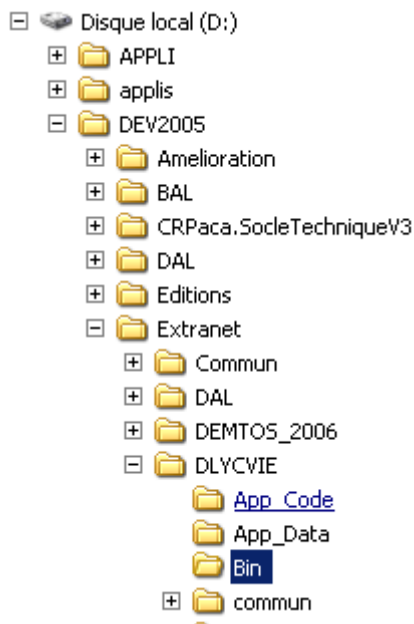 Disque local (D:)
APPLI
applis
DEV2005
Amelioration
BAL
CRPaca.SocleTechniqueV3
DAL
Editions
Extranet
Commun
DAL
DEMTOS_2006
DLYCVIE
App_Code
App_Data
Bin
commun